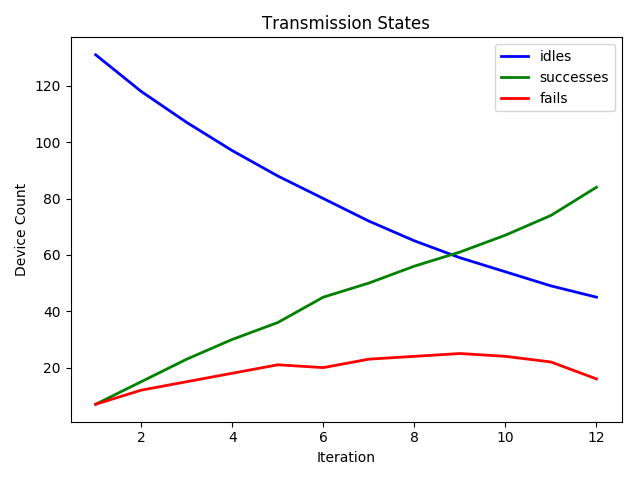 Transmission States
idles
successes
fails
Device Count
120
100
80
60
40
20
2 4 6 8 10 12
Iteration